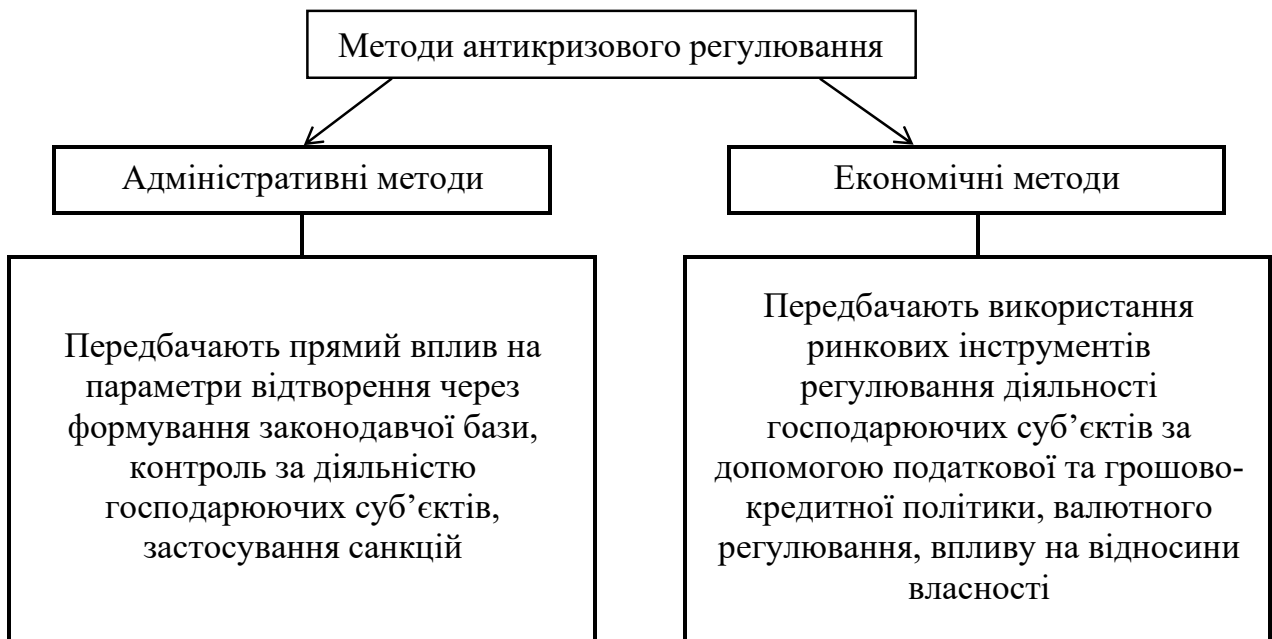 Методи антикризового регулювання
Адміністративні методи
Економічні методи
Передбачають прямий вплив на
параметри відтворення через
формування законодавчої бази,
контроль за діяльністю
господарюючих суб’єктів,
застосування санкцій
Передбачають використання
ринкових інструментів
регулювання діяльності
господарюючих суб’єктів за
допомогою податкової та грошово-
кредитної політики, валютного
регулювання, впливу на відносини
власності